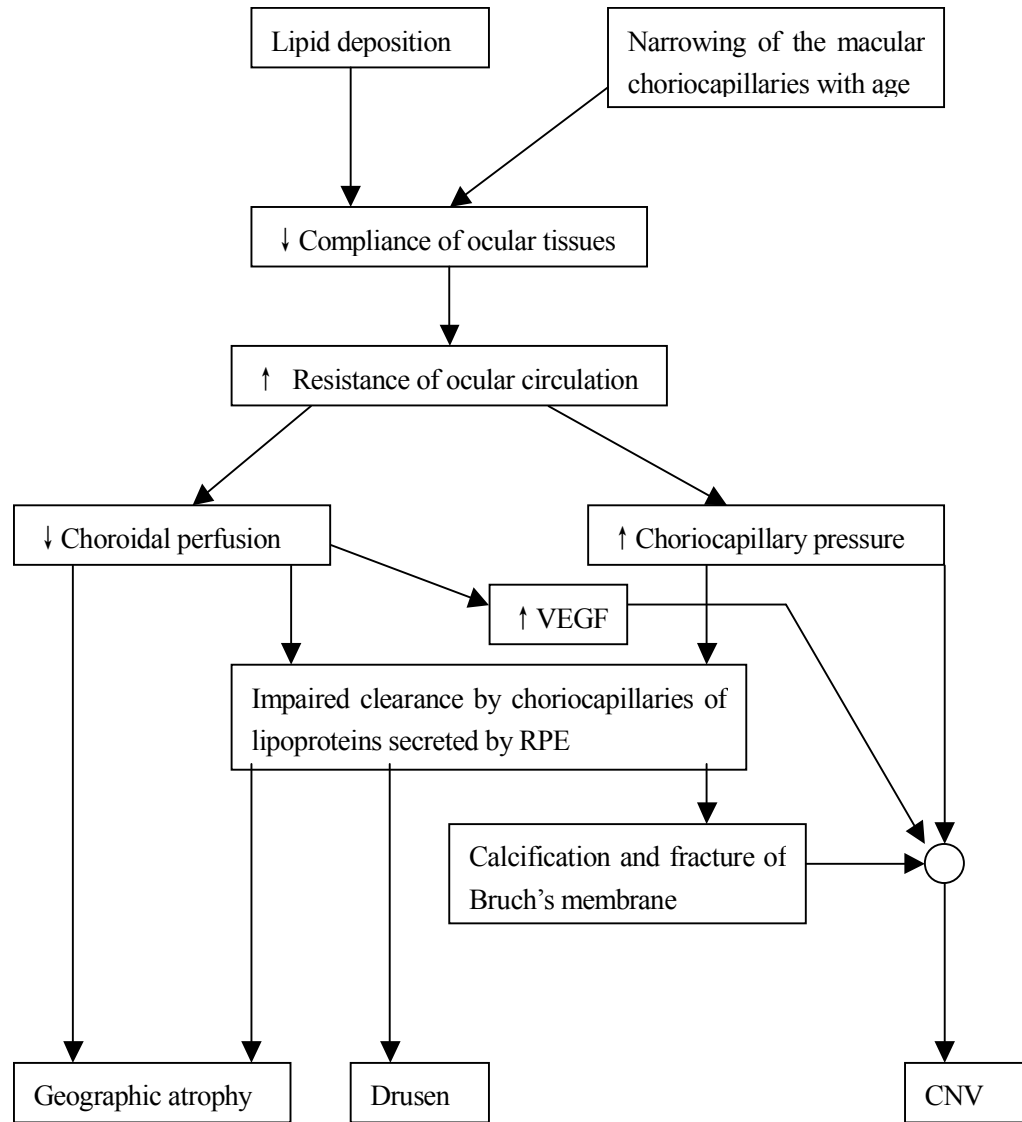 Lipid deposition
Narrowing of the macular
choriocapillaries with age
↓ Compliance of ocular tissues
↑ Resistance of ocular circulation
↓ Choroidal perfusion
↑ Choriocapillary pressure
↑ VEGF
Impaired clearance by choriocapillaries of
lipoproteins secreted by RPE
Calcification and fracture of
Bruch's membrane
Geographic atrophy
Drusen
CNV